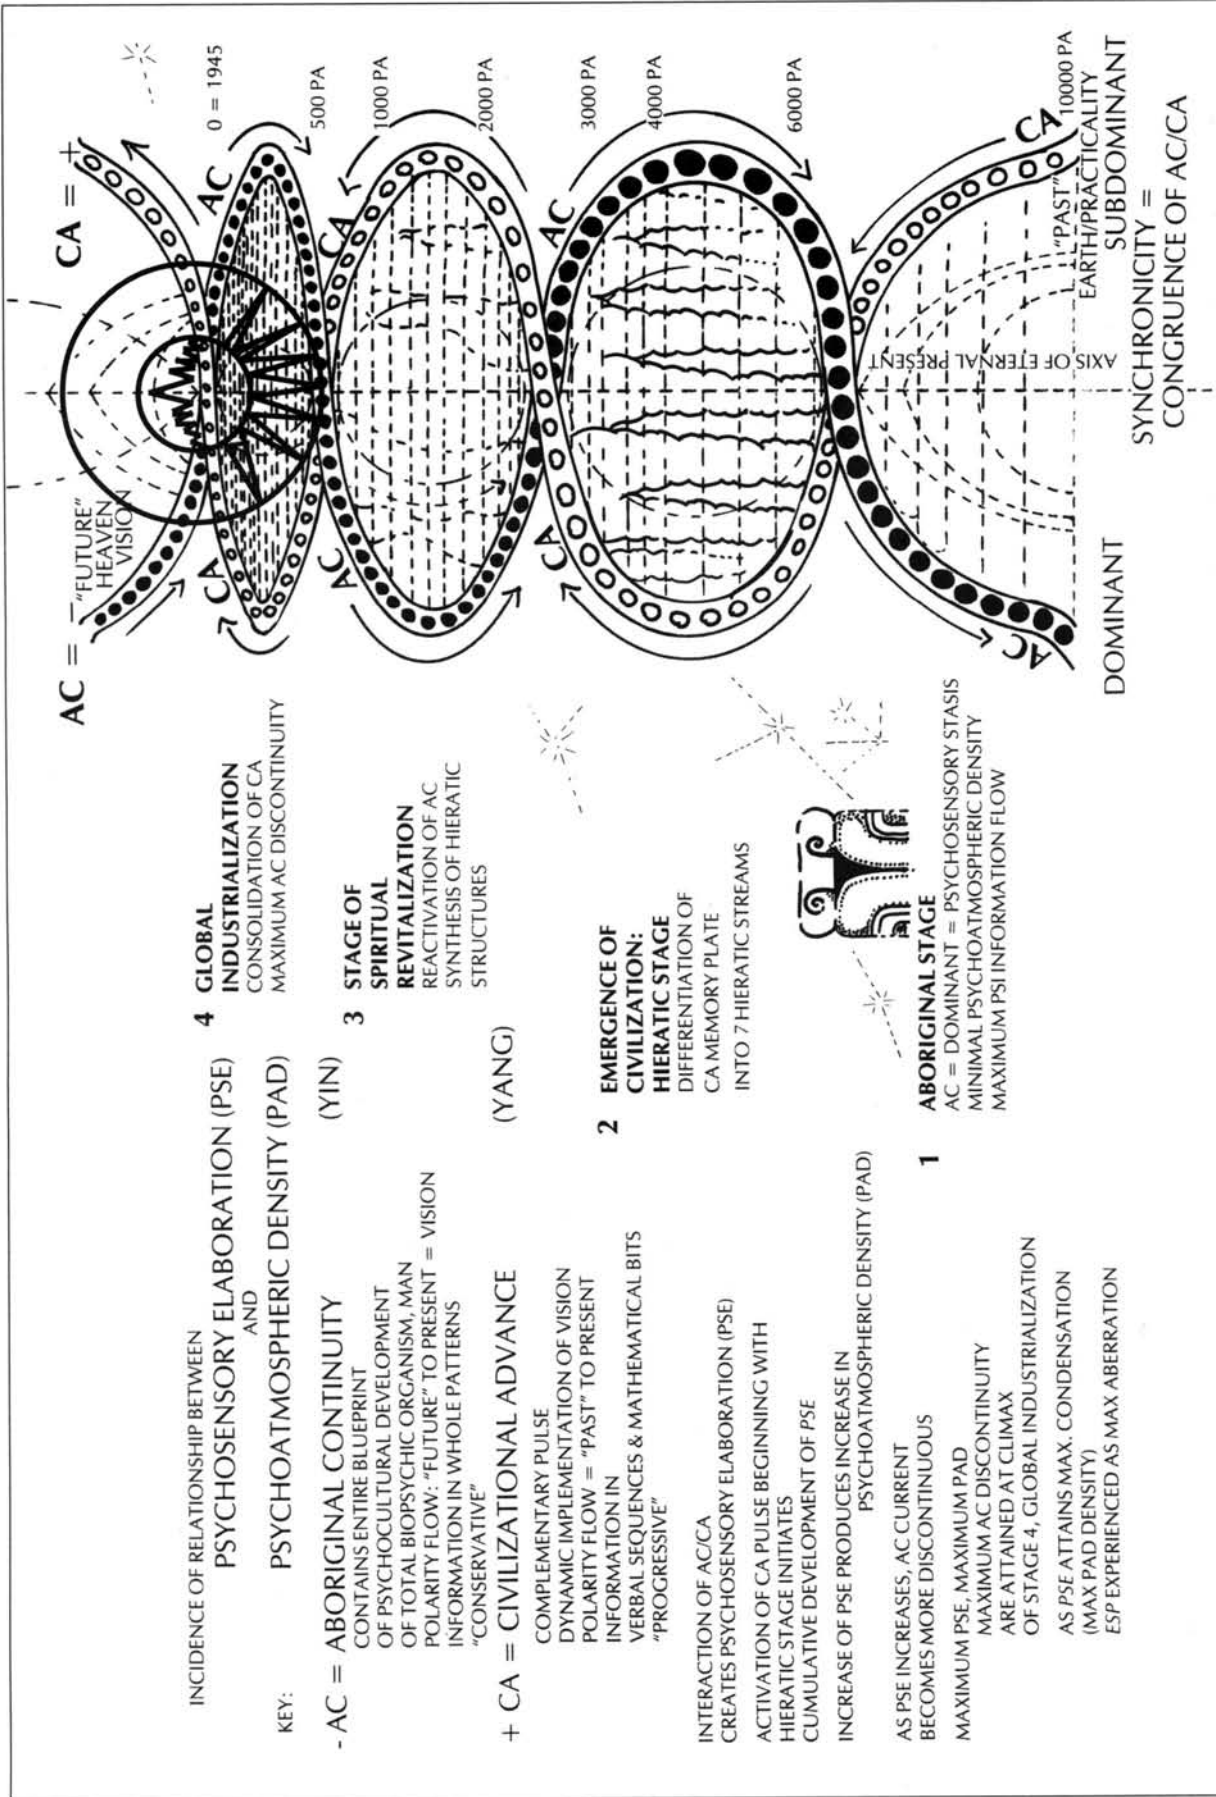 INCIDENCE OF RELATIONSHIP BETWEEN
PSYCHOSENSORY ELABORATION (PSE)
AND
KEY: PSYCHOATMOSPHERIC DENSITY (PAD)
- AC = ABORIGINAL CONTINUITY (YIN)
CONTAINS ENTIRE BLUEPRINT
OF PSYCHOCULTURAL DEVELOPMENT
OF TOTAL BIOPSYCHIC ORGANISM, MAN
POLARITY FLOW: "FUTURE" TO PRESENT = VISION
INFORMATION IN WHOLE PATTERNS
"CONSERVATIVE"
+ CA = CIVILIZATIONAL ADVANCE (YANG)
COMPLEMENTARY PULSE
DYNAMIC IMPLEMENTATION OF VISION
POLARITY FLOW = "PAST" TO PRESENT
INFORMATION IN
VERBAL SEQUENCES & MATHEMATICAL BITS
"PROGRESSIVE"
INTERACTION OF AC/CA
CREATES PSYCHOSENSORY ELABORATION (PSE)
ACTIVATION OF CA PULSE BEGINNING WITH
HIERATIC STAGE INITIATES
CUMULATIVE DEVELOPMENT OF PSE
INCREASE OF PSE PRODUCES INCREASE IN
PSYCHOATMOSPHERIC DENSITY (PAD)
AS PSE INCREASES, AC CURRENT
BECOMES MORE DISCONTINUOUS
MAXIMUM PSE, MAXIMUM PAD
MAXIMUM AC DISCONTINUITY
ARE ATTAINED AT CLIMAX
OF STAGE 4, GLOBAL INDUSTRIALIZATION
AS PSE ATTAINS MAX. CONDENSATION
(MAX PAD DENSITY)
ESP EXPERIENCED AS MAX ABERRATION
4 GLOBAL
INDUSTRIALIZATION
CONSOLIDATION OF CA
MAXIMUM AC DISCONTINUITY
3 STAGE OF
SPIRITUAL
REVITALIZATION
REACTIVATION OF AC
SYNTHESIS OF HIERATIC
STRUCTURES
2 EMERGENCE OF
CIVILIZATION:
HIERATIC STAGE
DIFFERENTIATION OF
CA MEMORY PLATE
INTO 7 HIERATIC STREAMS
1 ABORIGINAL STAGE
AC = DOMINANT = PSYCHOSENSORY STASIS
MINIMAL PSYCHOATMOSPHERIC DENSITY
MAXIMUM PSI INFORMATION FLOW
AC = –
"FUTURE"
HEAVEN
VISION
CA = +
CA
AC
AC
CA
CA
AC
AC
CA
0 = 1945
500 PA
1000 PA
2000 PA
3000 PA
4000 PA
6000 PA
10000 PA
AXIS OF ETERNAL PRESENT
"PAST"
EARTH/PRACTICALITY
DOMINANT
SUBDOMINANT
SYNCHRONICITY =
CONGRUENCE OF AC/CA